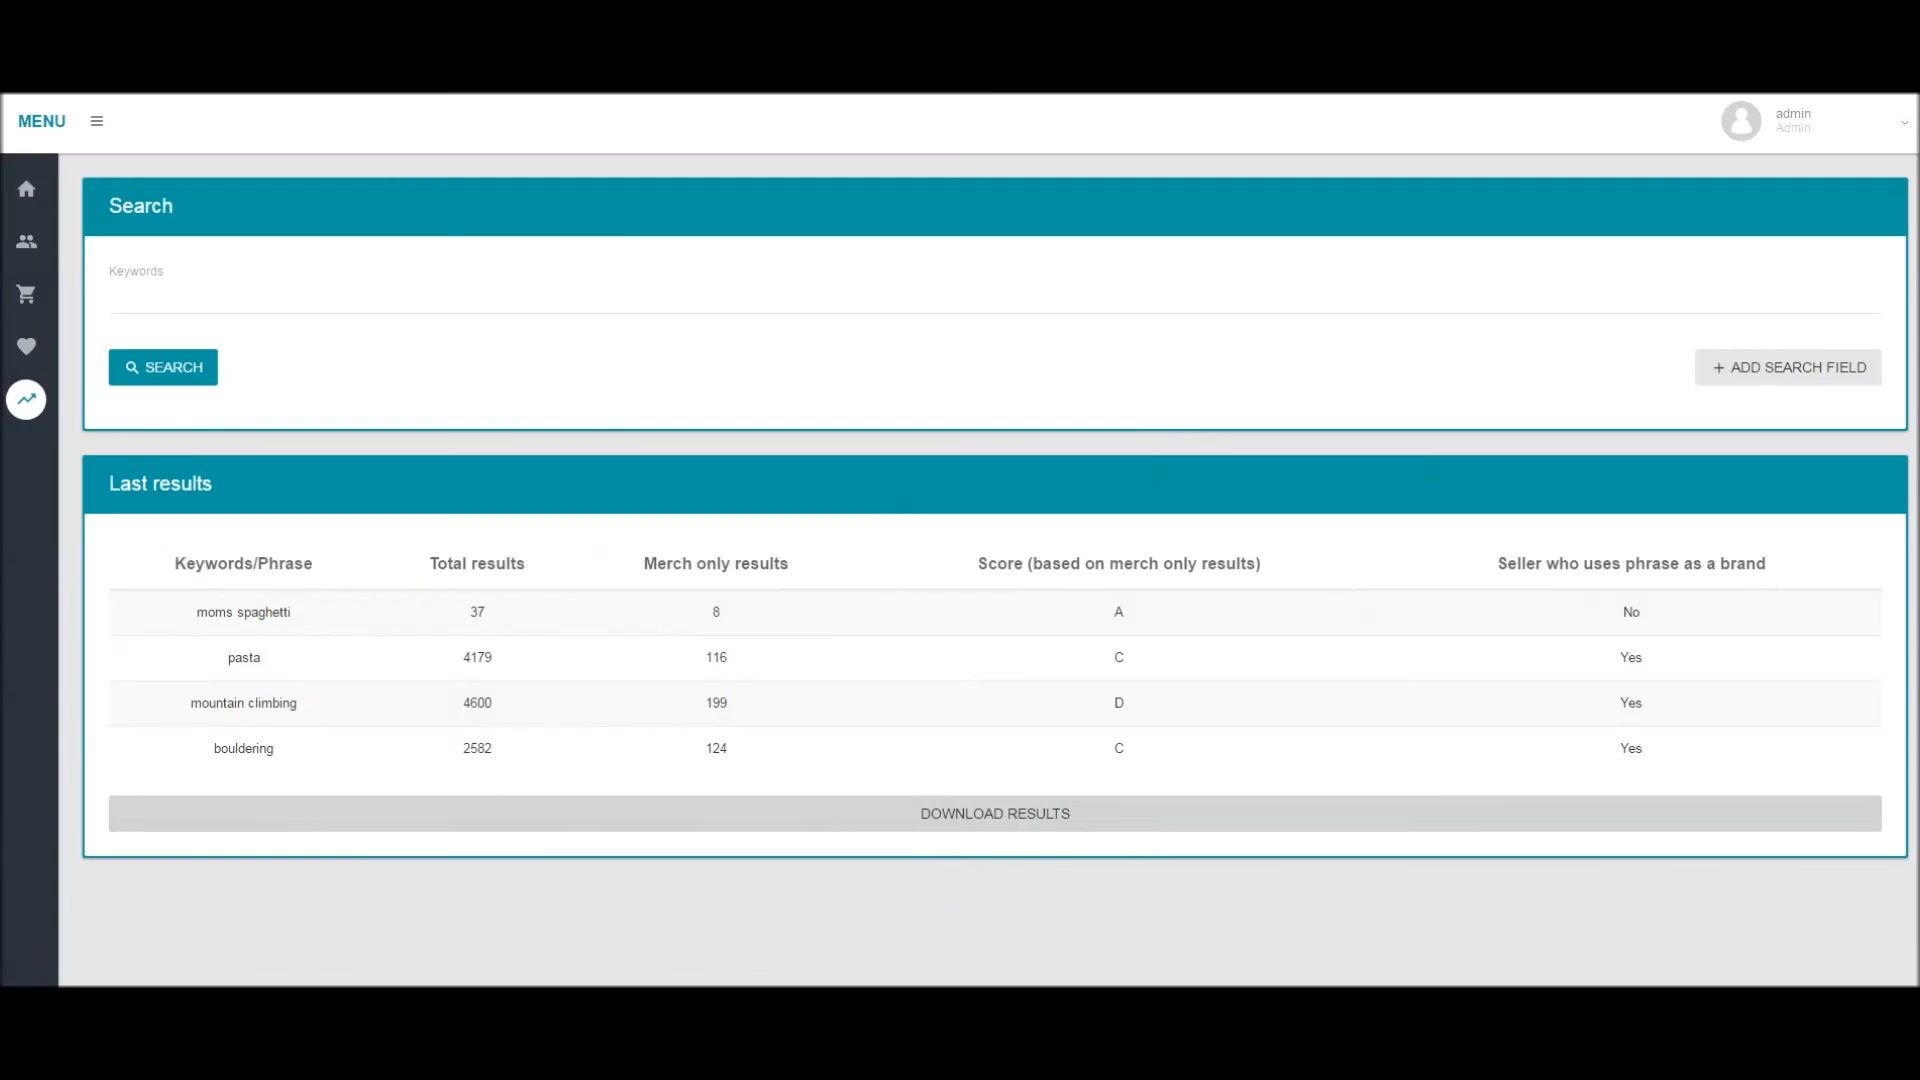 MENU
admin
Admin
Search
Keywords
SEARCH
+ ADD SEARCH FIELD
Last results
Keywords/Phrase Total results Merch only results Score (based on merch only results) Seller who uses phrase as a brand
moms spaghetti 37 8 A No
pasta 4179 116 C Yes
mountain climbing 4600 199 D Yes
bouldering 2582 124 C Yes
DOWNLOAD RESULTS